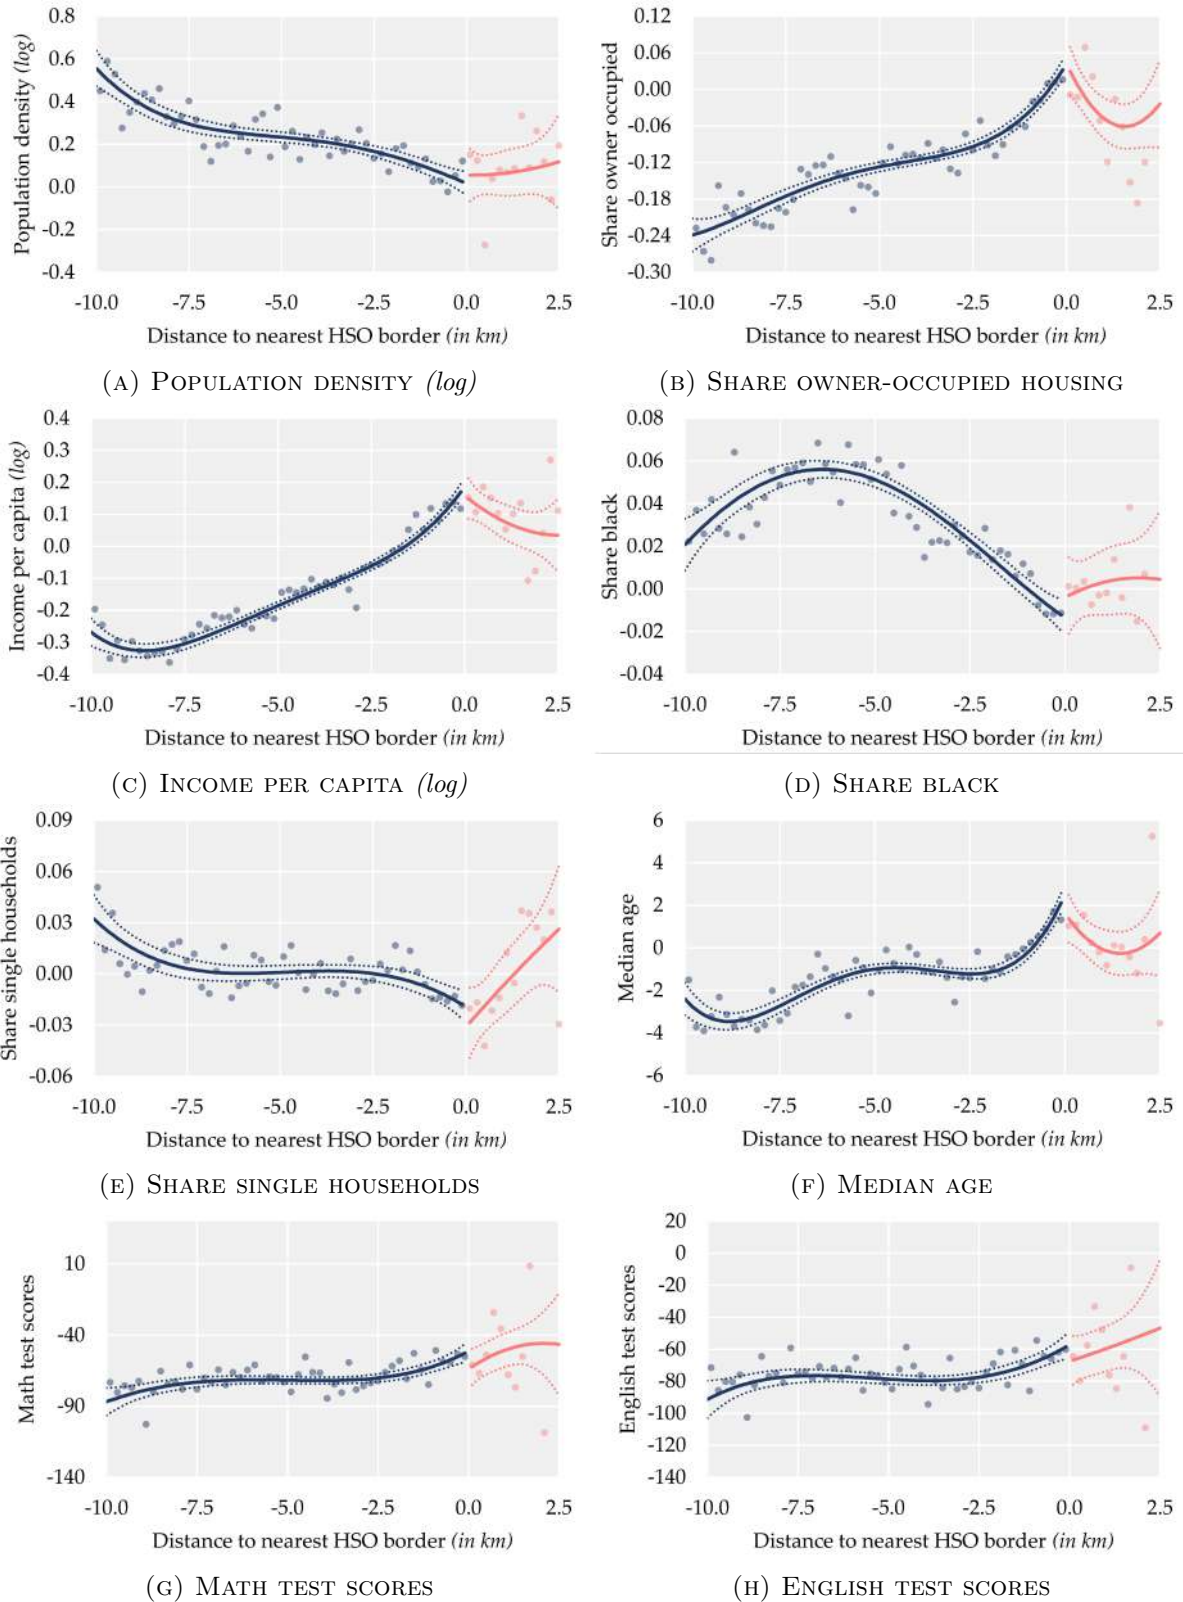 0.8
0.6
0.4
0.2
0.0
-0.2
-0.4
Population density (log)
-10.0 -7.5 -5.0 -2.5 0.0 2.5
Distance to nearest HSO border (in km)
(A) Population density (log)
0.12
0.06
0.00
-0.06
-0.12
-0.18
-0.24
-0.30
Share owner occupied
-10.0 -7.5 -5.0 -2.5 0.0 2.5
Distance to nearest HSO border (in km)
(B) Share owner-occupied housing
0.4
0.3
0.2
0.1
0.0
-0.1
-0.2
-0.3
-0.4
Income per capita (log)
-10.0 -7.5 -5.0 -2.5 0.0 2.5
Distance to nearest HSO border (in km)
(C) Income per capita (log)
0.08
0.06
0.04
0.02
0.00
-0.02
-0.04
Share black
-10.0 -7.5 -5.0 -2.5 0.0 2.5
Distance to nearest HSO border (in km)
(D) Share black
0.09
0.06
0.03
0.00
-0.03
-0.06
Share single households
-10.0 -7.5 -5.0 -2.5 0.0 2.5
Distance to nearest HSO border (in km)
(E) Share single households
6
4
2
0
-2
-4
-6
Median age
-10.0 -7.5 -5.0 -2.5 0.0 2.5
Distance to nearest HSO border (in km)
(F) Median age
10
-40
-90
-140
Math test scores
-10.0 -7.5 -5.0 -2.5 0.0 2.5
Distance to nearest HSO border (in km)
(G) Math test scores
20
0
-20
-40
-60
-80
-100
-120
-140
English test scores
-10.0 -7.5 -5.0 -2.5 0.0 2.5
Distance to nearest HSO border (in km)
(H) English test scores